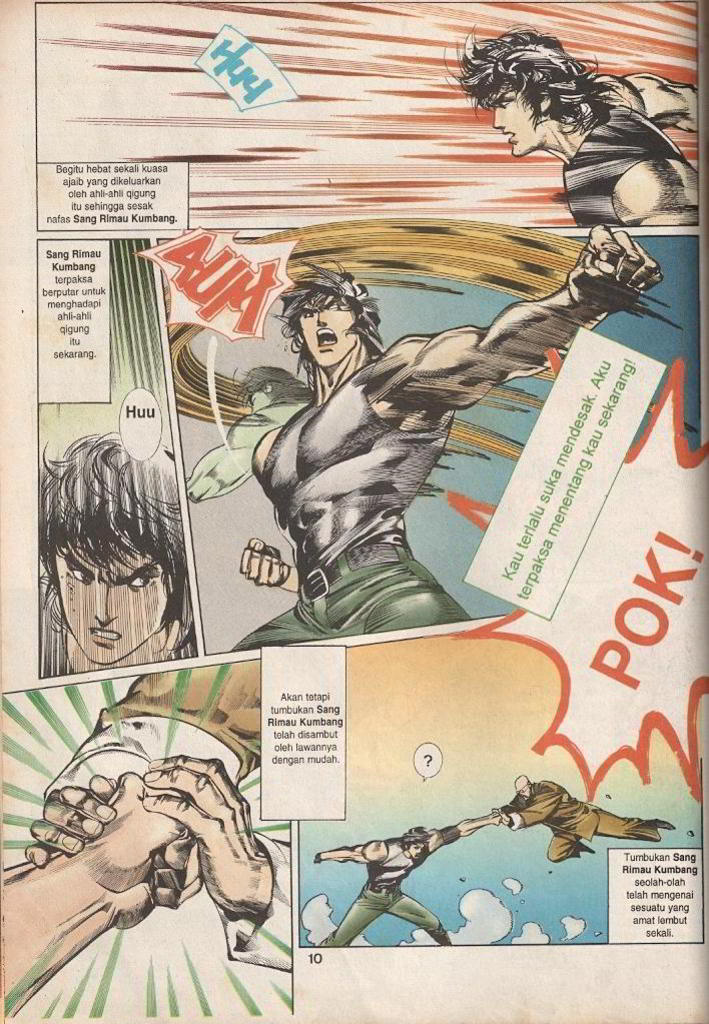 HUU
Begitu hebat sekali kuasa
ajaib yang dikeluarkan
oleh ahli-ahli qigung
itu sehingga sesak
nafas Sang Rimau Kumbang.
Sang Rimau
Kumbang
terpaksa
berputar untuk
menghadapi
ahli-ahli
qigung
itu
sekarang.
Huu
AUM
Kau terlalu suka mendesak. Aku
terpaksa menentang kau sekarang!
POK!
Akan tetapi
tumbukan Sang
Rimau Kumbang
telah disambut
oleh lawannya
dengan mudah.
?
Tumbukan Sang
Rimau Kumbang
seolah-olah
telah mengenai
sesuatu yang
amat lembut
sekali.
10